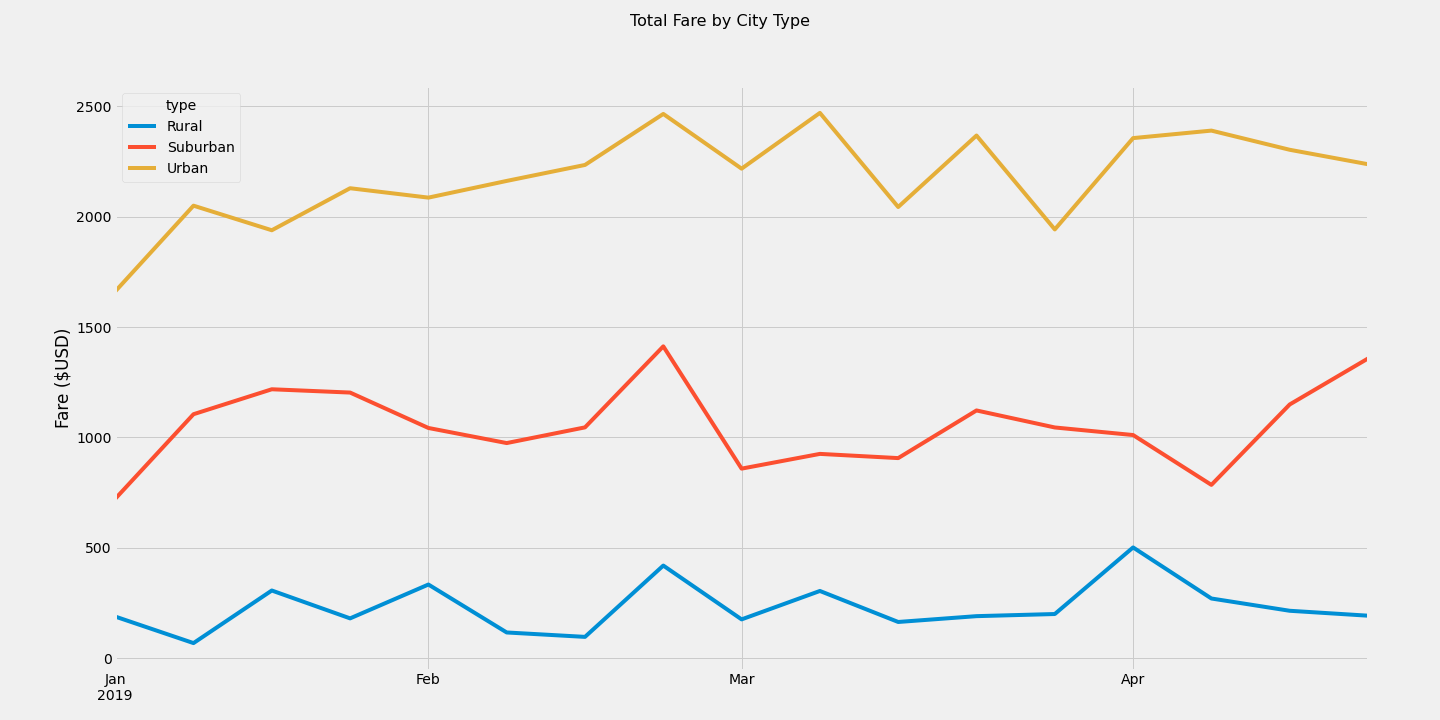 Total Fare by City Type
type
Rural
Suburban
Urban
Fare ($USD)
2500
2000
1500
1000
500
0
Jan Feb Mar Apr
2019